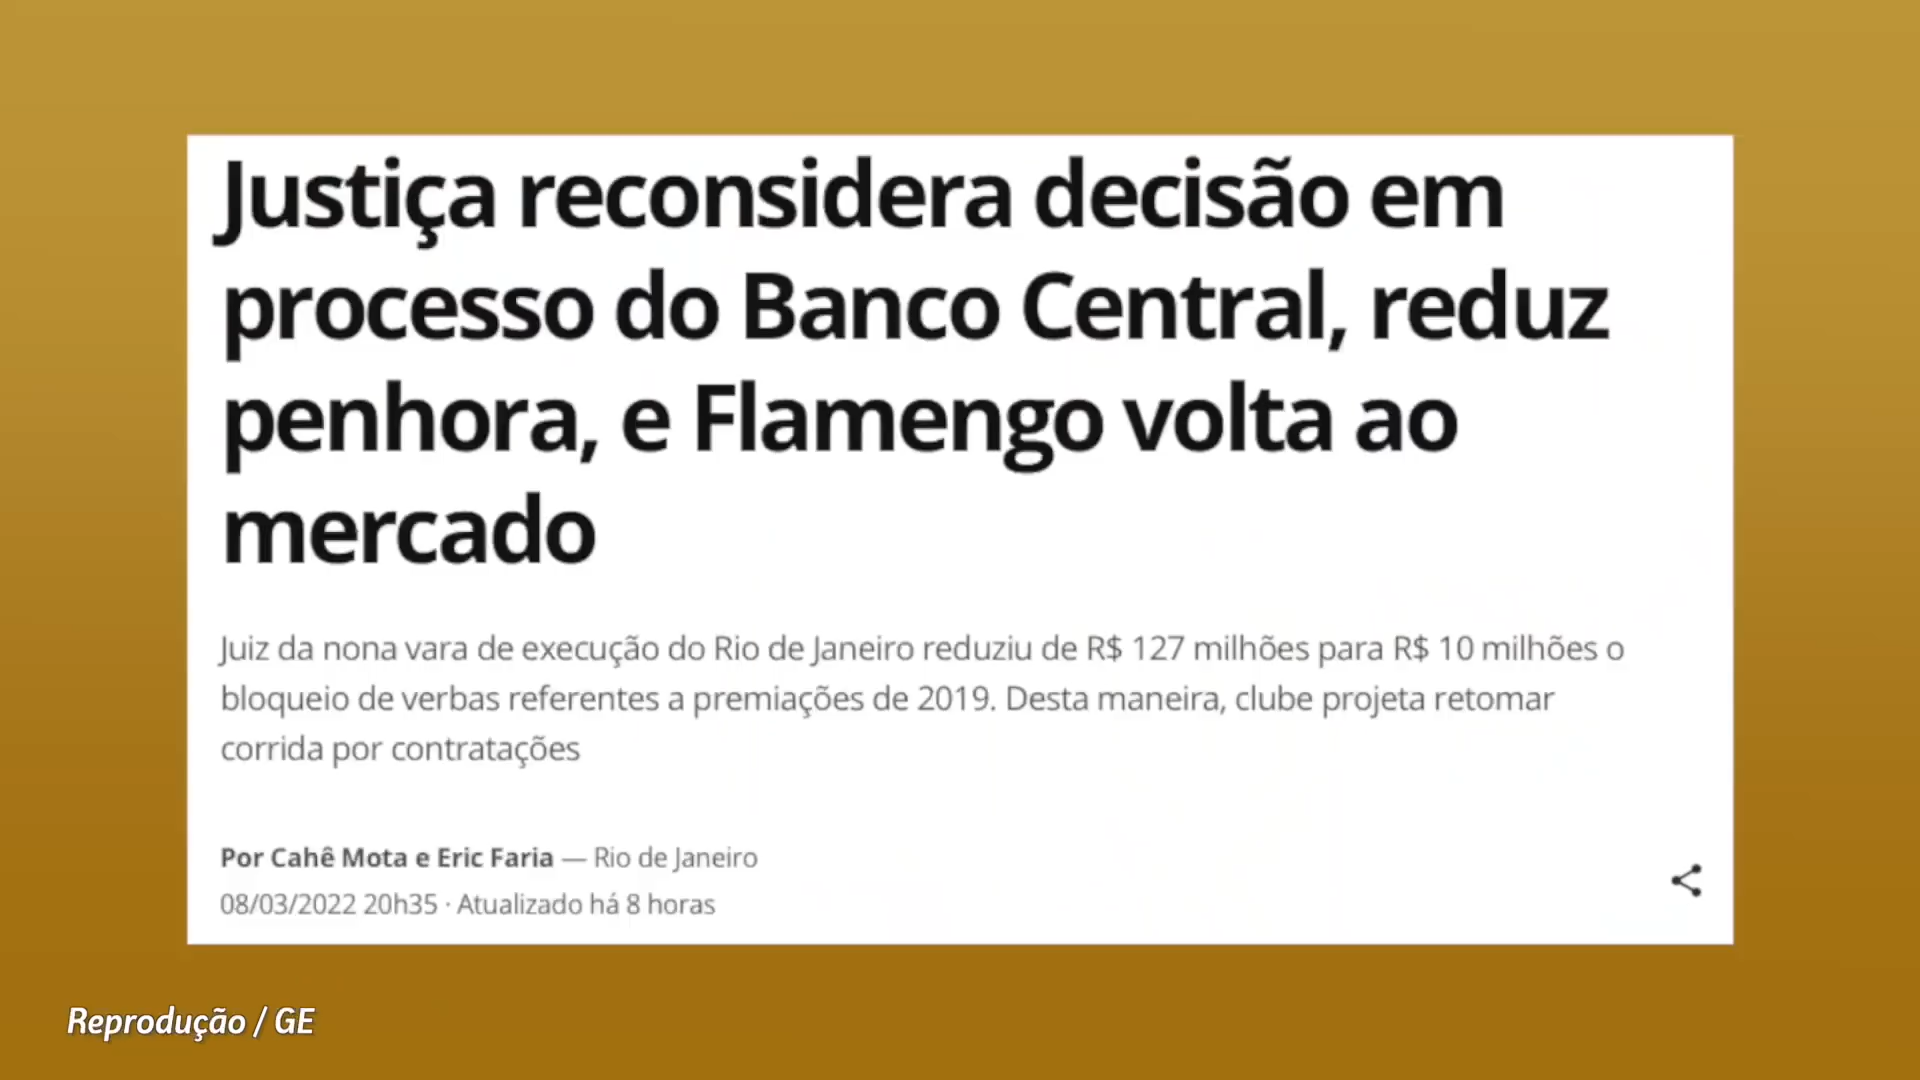 Justiça reconsidera decisão em
processo do Banco Central, reduz
penhora, e Flamengo volta ao
mercado
Juiz da nona vara de execução do Rio de Janeiro reduziu de R$ 127 milhões para R$ 10 milhões o
bloqueio de verbas referentes a premiações de 2019. Desta maneira, clube projeta retomar
corrida por contratações
Por Cahê Mota e Eric Faria — Rio de Janeiro
08/03/2022 20h35 · Atualizado há 8 horas
Reprodução / GE